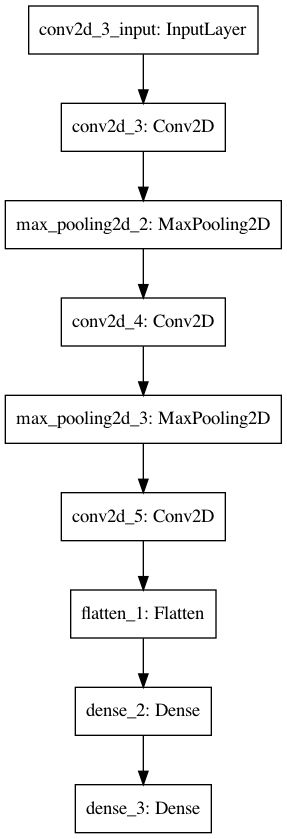 conv2d_3_input: InputLayer
conv2d_3: Conv2D
max_pooling2d_2: MaxPooling2D
conv2d_4: Conv2D
max_pooling2d_3: MaxPooling2D
conv2d_5: Conv2D
flatten_1: Flatten
dense_2: Dense
dense_3: Dense